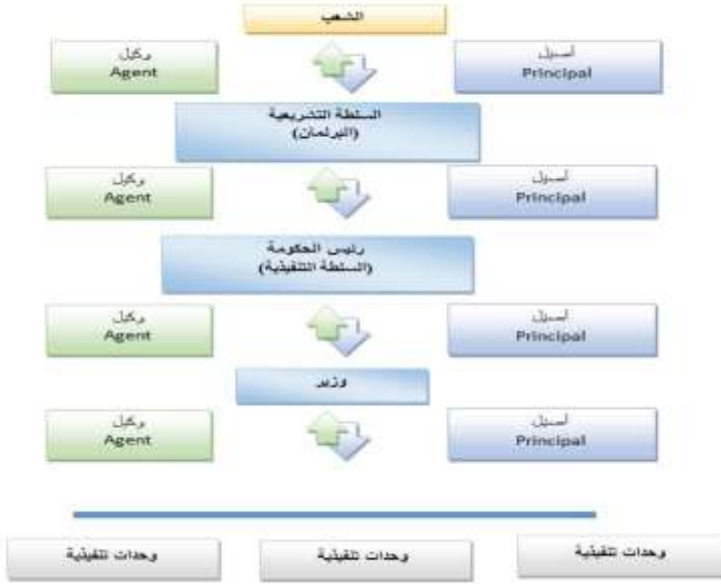 الشعب
أصيل
Principal
وكيل
Agent
السلطة التشريعية
(البرلمان)
أصيل
Principal
وكيل
Agent
رئيس الحكومة
(السلطة التنفيذية)
أصيل
Principal
وكيل
Agent
وزير
أصيل
Principal
وكيل
Agent
وحدات تنفيذية
وحدات تنفيذية
وحدات تنفيذية